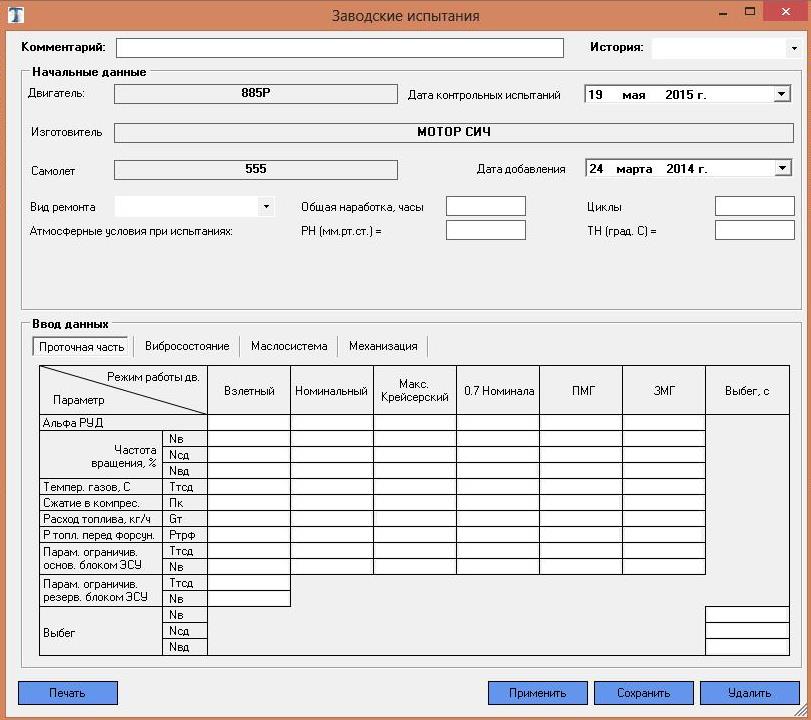 Заводские испытания
Комментарий:
История:
Начальные данные
Двигатель: 885Р Дата контрольных испытаний 19 мая 2015 г.
Изготовитель МОТОР СИЧ
Самолет 555 Дата добавления 24 марта 2014 г.
Вид ремонта Общая наработка, часы Циклы
Атмосферные условия при испытаниях: РН (мм.рт.ст.) = ТН (град. С) =
Ввод данных
Проточная часть Вибросостояние Маслосистема Механизация
Режим работы дв.
Параметр
Взлетный Номинальный Макс. Крейсерский 0.7 Номинала ПМГ ЗМГ Выбег, с
Альфа РУД
Частота вращения, %
Nв
Nсд
Nвд
Темпер. газов, С Ттсд
Сжатие в компрес. Пк
Расход топлива, кг/ч Gт
Р топл. перед форсун. Ртрф
Парам. ограничив. основ. блоком ЭСУ
Ттсд
Nв
Парам. ограничив. резерв. блоком ЭСУ
Ттсд
Nв
Выбег
Nв
Nсд
Nвд
Печать Применить Сохранить Удалить